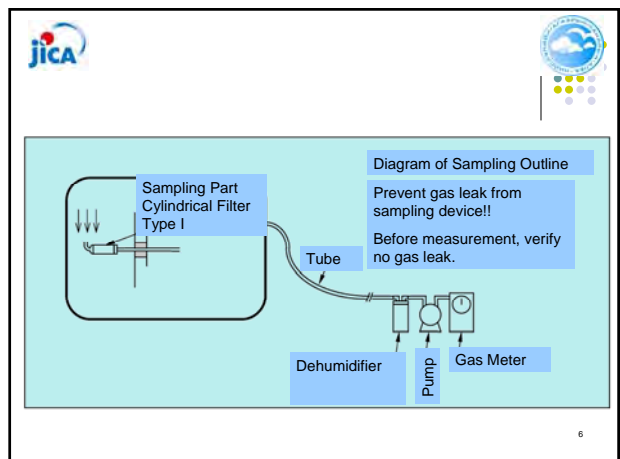 jICA
Diagram of Sampling Outline
Sampling Part
Cylindrical Filter
Type I
Prevent gas leak from
sampling device!!
Before measurement, verify
no gas leak.
Tube
Dehumidifier
Pump
Gas Meter
6